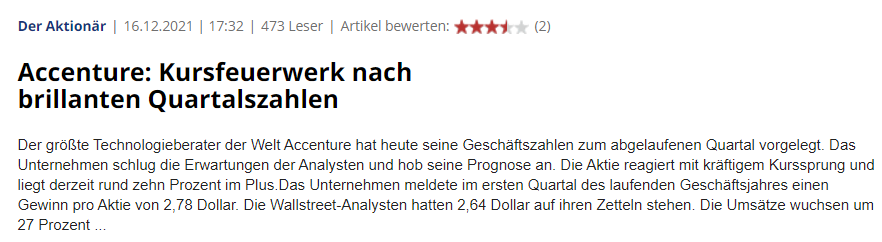 Der Aktionär | 16.12.2021 | 17:32 | 473 Leser | Artikel bewerten: (2)
Accenture: Kursfeuerwerk nach
brillanten Quartalszahlen
Der größte Technologieberater der Welt Accenture hat heute seine Geschäftszahlen zum abgelaufenen Quartal vorgelegt. Das
Unternehmen schlug die Erwartungen der Analysten und hob seine Prognose an. Die Aktie reagiert mit kräftigem Kurssprung und
liegt derzeit rund zehn Prozent im Plus.Das Unternehmen meldete im ersten Quartal des laufenden Geschäftsjahres einen
Gewinn pro Aktie von 2,78 Dollar. Die Wallstreet-Analysten hatten 2,64 Dollar auf ihren Zetteln stehen. Die Umsätze wuchsen um
27 Prozent ...